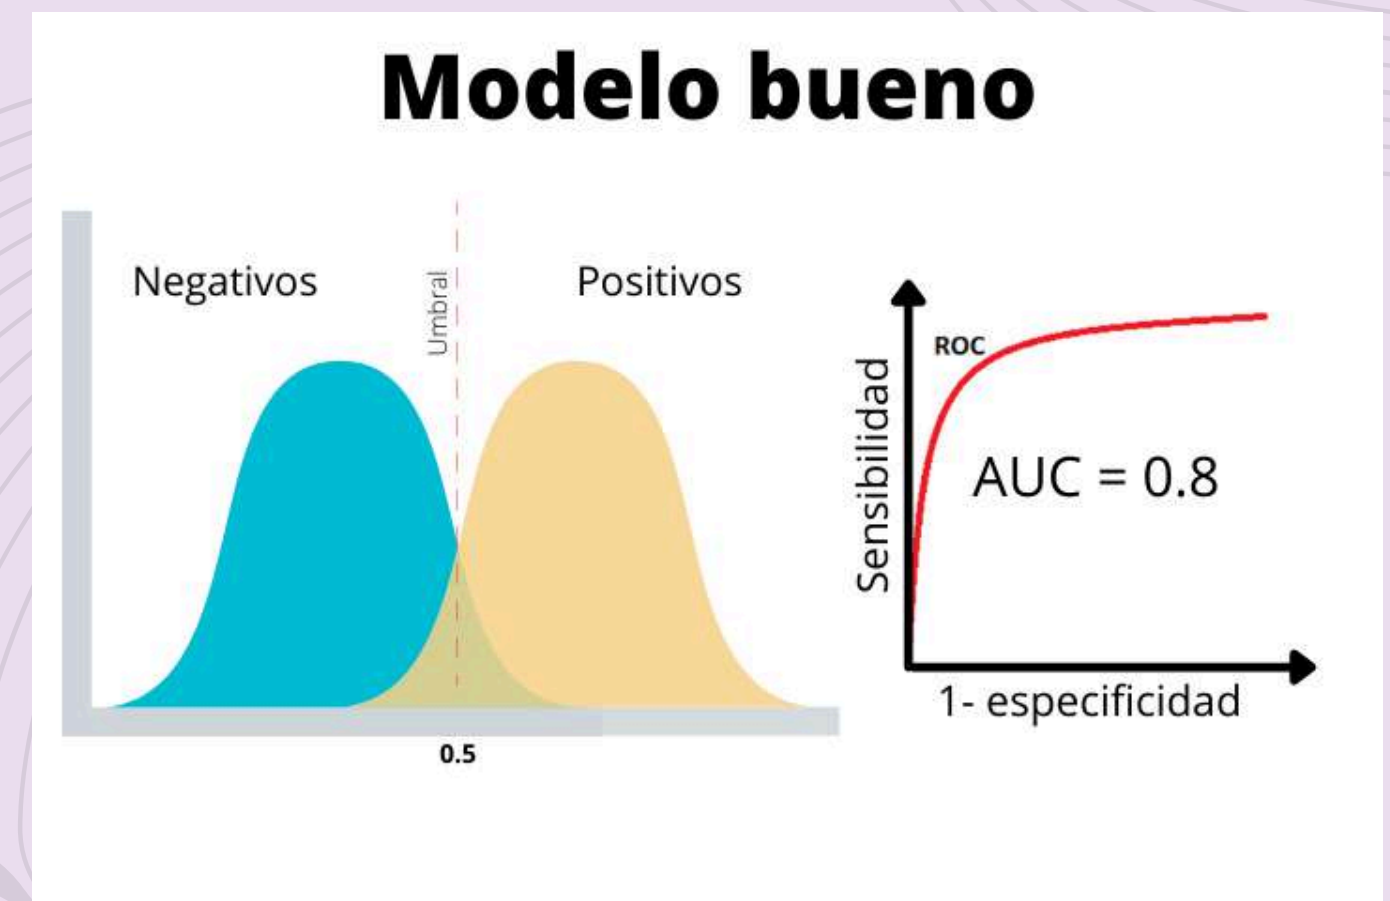 Modelo bueno
Negativos
Umbral
Positivos
0.5
ROC
Sensibilidad
AUC = 0.8
1- especificidad